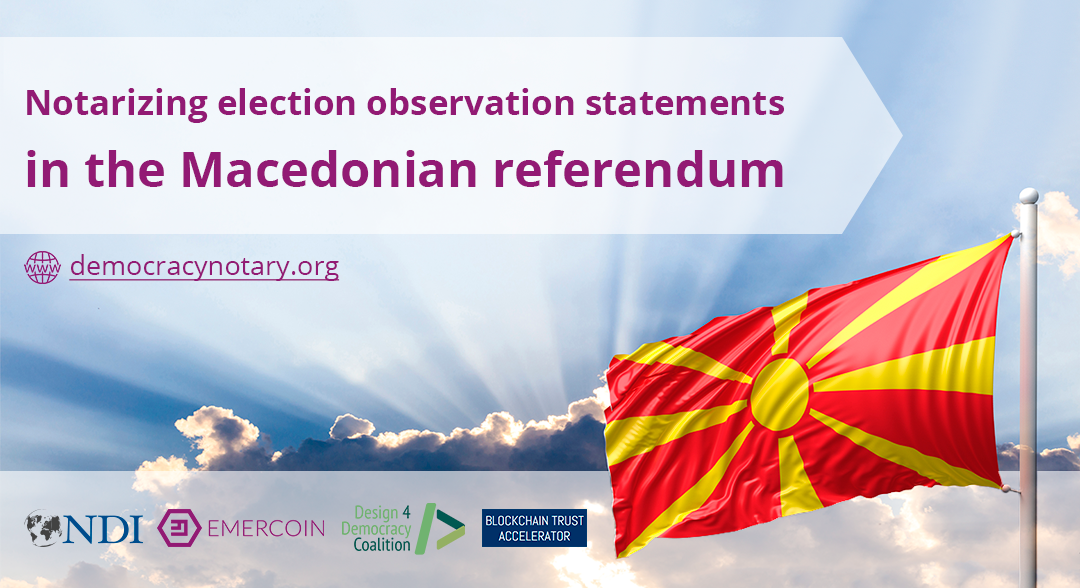 Notarizing election observation statements
in the Macedonian referendum
www
democracynotary.org
NDI
EMERCOIN
Design 4
Democracy
Coalition
BLOCKCHAIN TRUST
ACCELERATOR